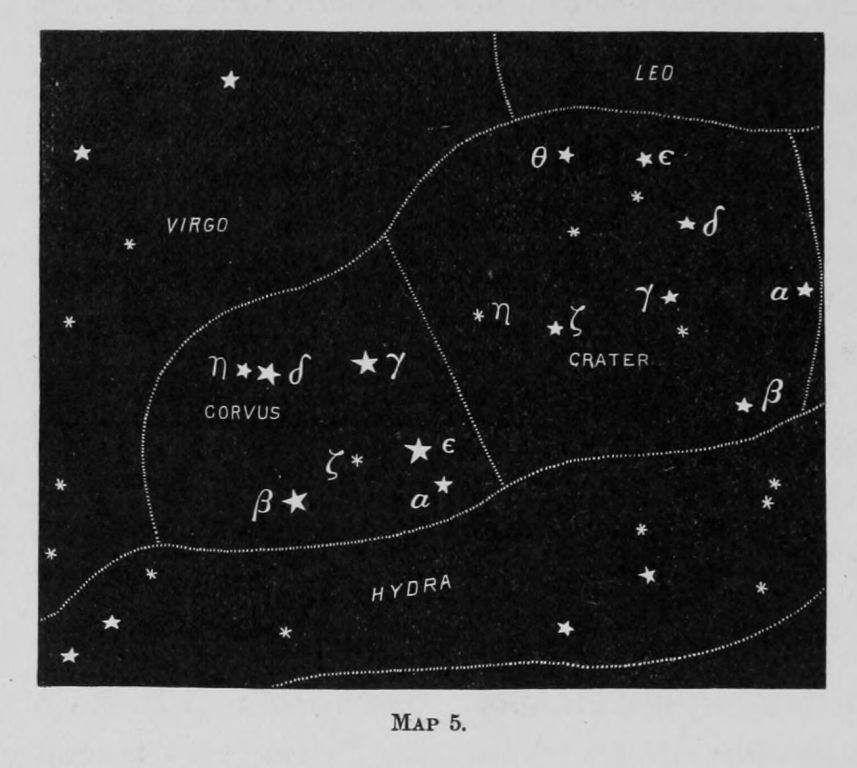 LEO
θ ε
δ
VIRGO
α
γ
η ζ
CRATER
η δ γ
β
CORVUS
ε
ζ
β α
HYDRA
MAP 5.